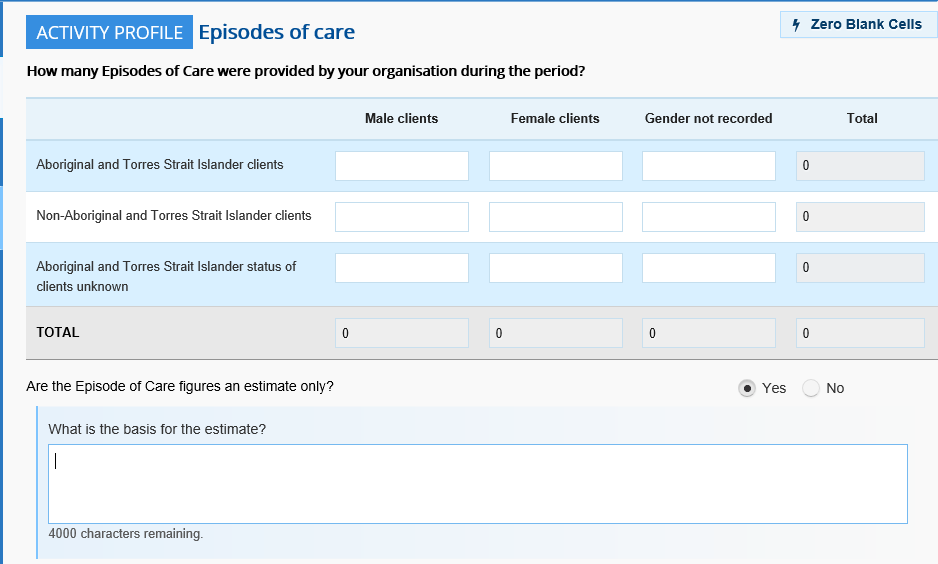 ACTIVITY PROFILE Episodes of care
Zero Blank Cells
How many Episodes of Care were provided by your organisation during the period?
Male clients Female clients Gender not recorded Total
Aboriginal and Torres Strait Islander clients 0
Non-Aboriginal and Torres Strait Islander clients 0
Aboriginal and Torres Strait Islander status of 0
clients unknown
TOTAL 0 0 0 0
Are the Episode of Care figures an estimate only? Yes No
What is the basis for the estimate?
4000 characters remaining.